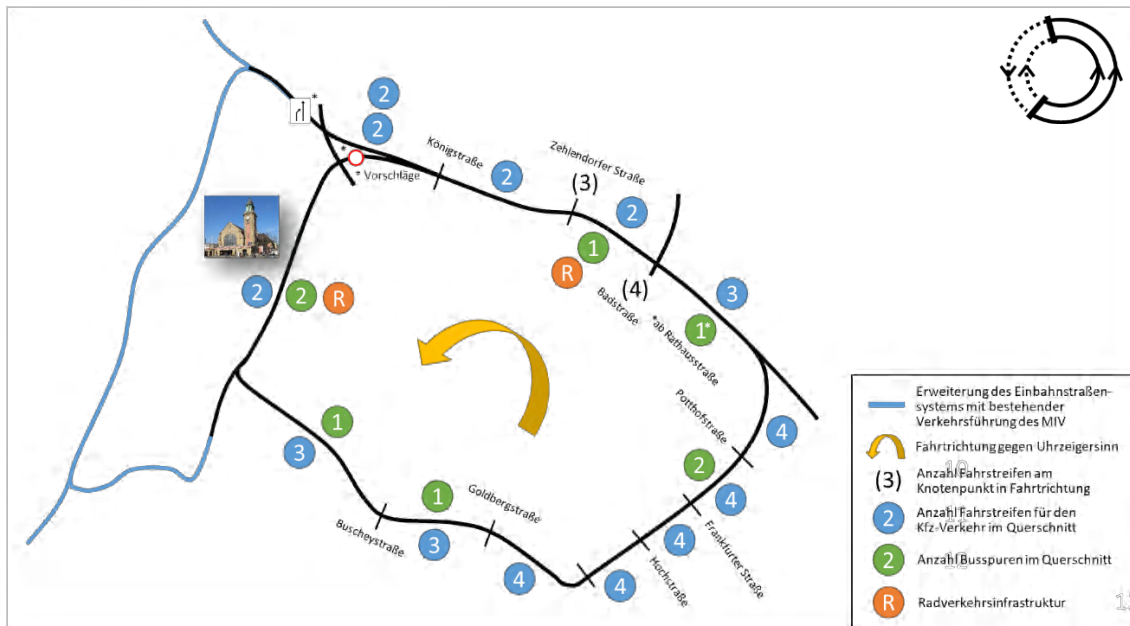 2
2
*
*
* Vorschläge
Königstraße
2
Zehlendorfer Straße
(3)
2
1
R
Badstraße
(4)
3
1*
*ab Rathausstraße
2
2
R
Potthofstraße
4
2
4
Frankfurter Straße
4
Hochstraße
4
4
Goldbergstraße
1
3
Buscheystraße
1
3
Erweiterung des Einbahnstraßen-
systems mit bestehender
Verkehrsführung des MIV
Fahrtrichtung gegen Uhrzeigersinn
(3)
Anzahl Fahrstreifen am
Knotenpunkt in Fahrtrichtung
2
Anzahl Fahrstreifen für den
Kfz-Verkehr im Querschnitt
2
Anzahl Busspuren im Querschnitt
R
Radverkehrsinfrastruktur